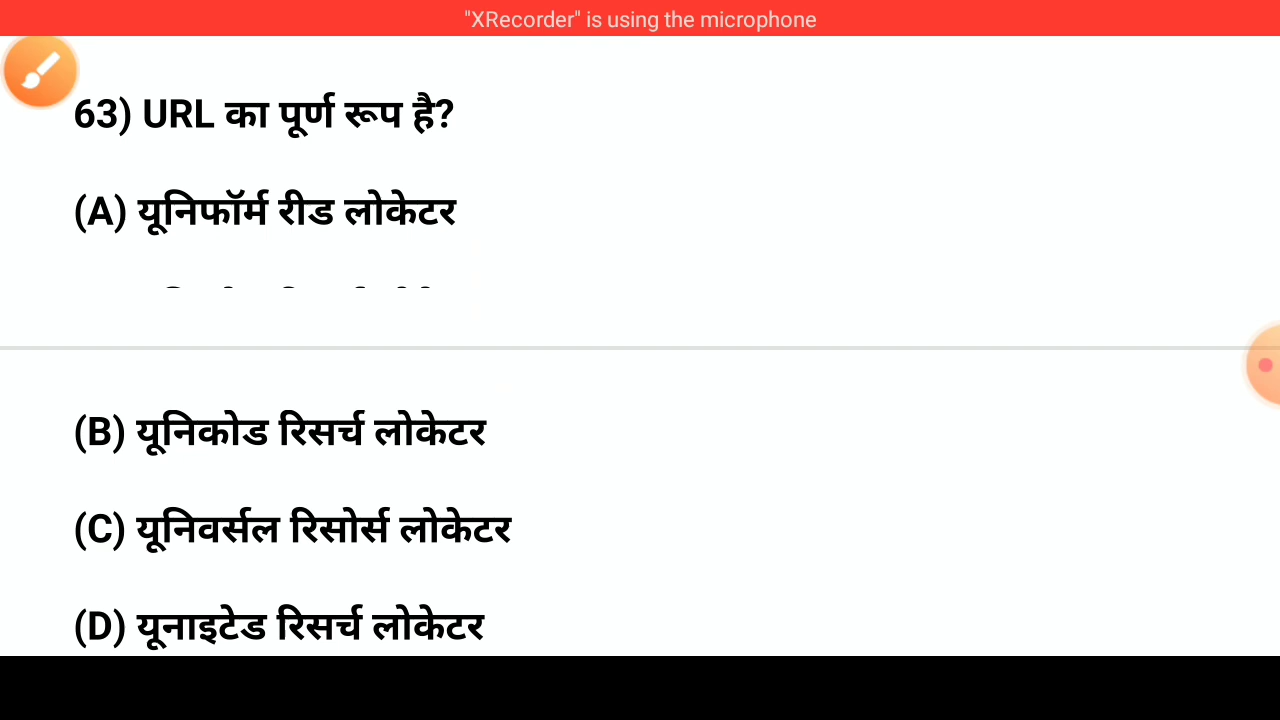 "XRecorder" is using the microphone
63) URL का पूर्ण रूप है?
(A) यूनिफॉर्म रीड लोकेटर
(B) यूनिकोड रिसर्च लोकेटर
(C) यूनिवर्सल रिसोर्स लोकेटर
(D) यूनाइटेड रिसर्च लोकेटर